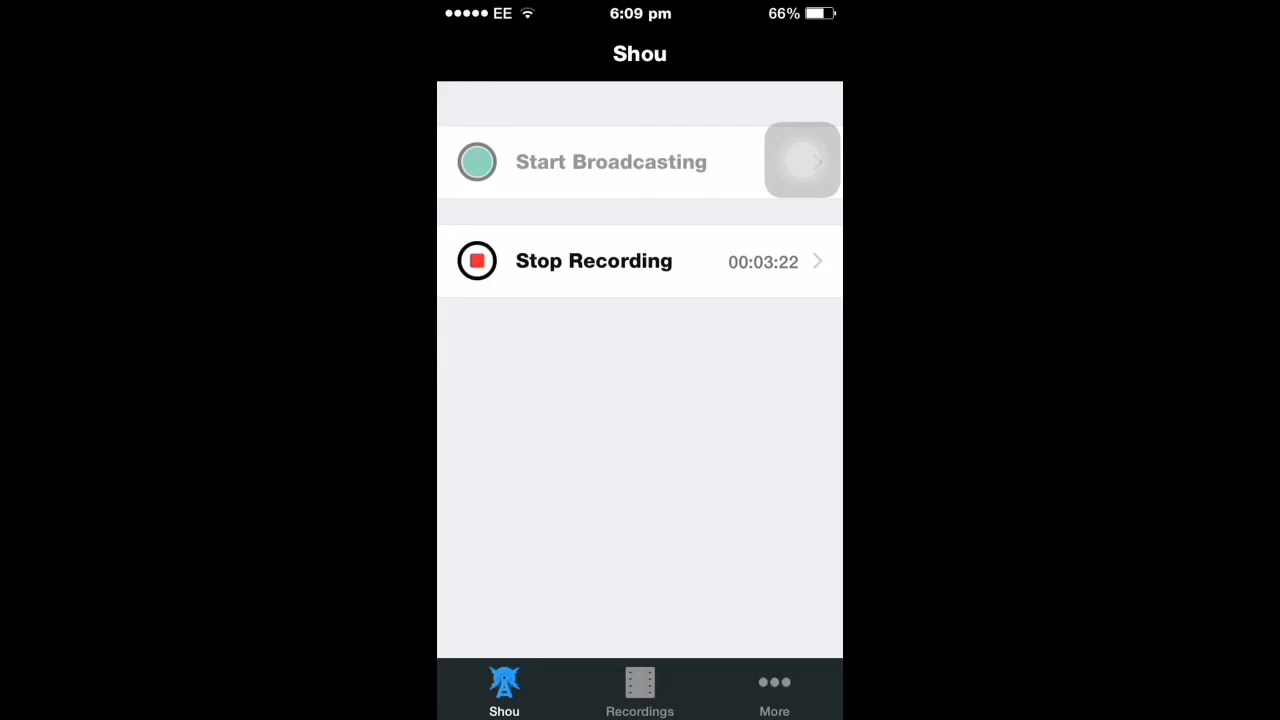 EE 6:09 pm 66%
Shou
Start Broadcasting
Stop Recording 00:03:22
Shou Recordings More